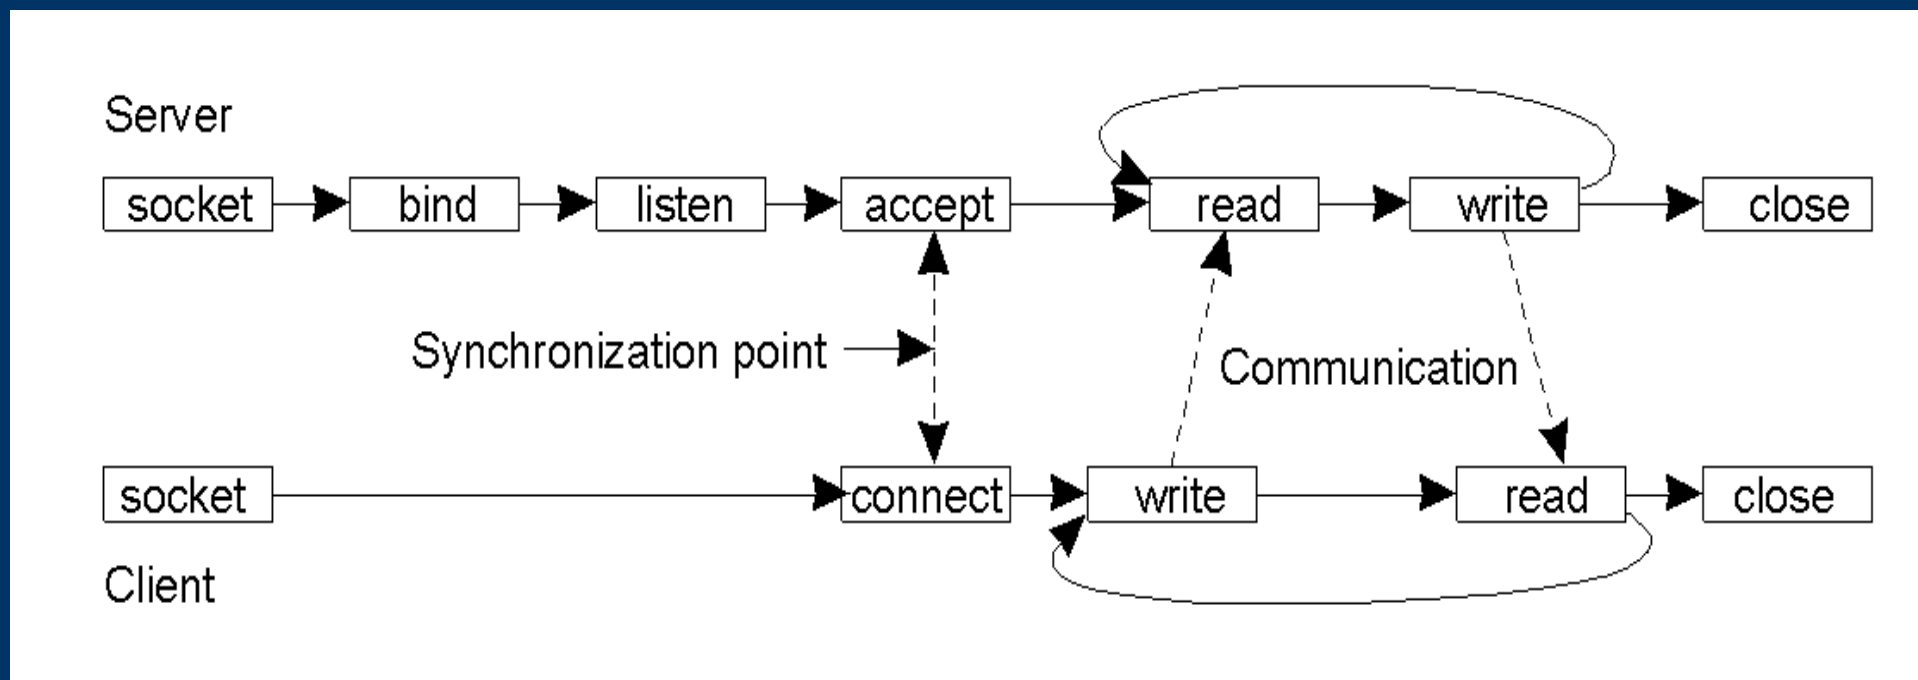 Server
socket bind listen accept read write close
Synchronization point
Communication
socket connect write read close
Client